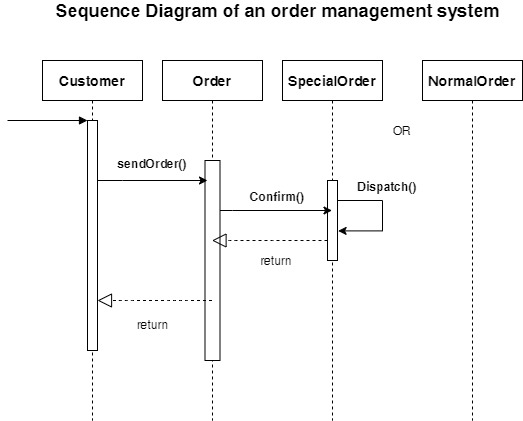 Sequence Diagram of an order management system
Customer
Order
SpecialOrder
NormalOrder
OR
sendOrder()
Confirm()
Dispatch()
return
return